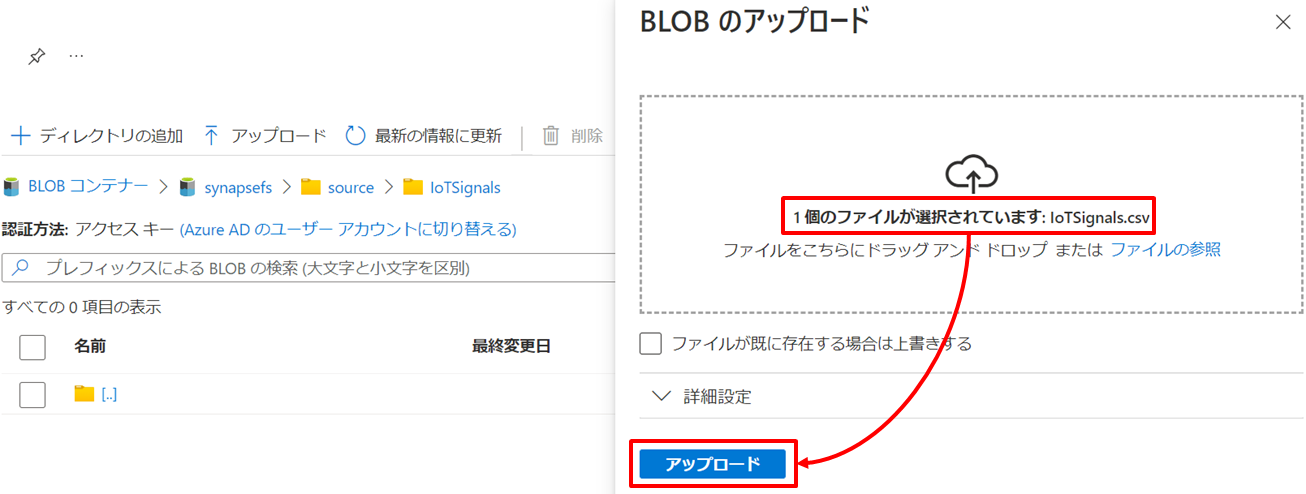 BLOB のアップロード
…
ディレクトリの追加 アップロード 最新の情報に更新 削除
BLOB コンテナー > synapsefs > source > IoTSignals
認証方法: アクセス キー (Azure AD のユーザー アカウントに切り替える)
プレフィックスによる BLOB の検索 (大文字と小文字を区別)
すべての 0 項目の表示
名前 最終変更日
[..]
1 個のファイルが選択されています: IoTSignals.csv
ファイルをこちらにドラッグ アンド ドロップ または ファイルの参照
ファイルが既に存在する場合は上書きする
詳細設定
アップロード